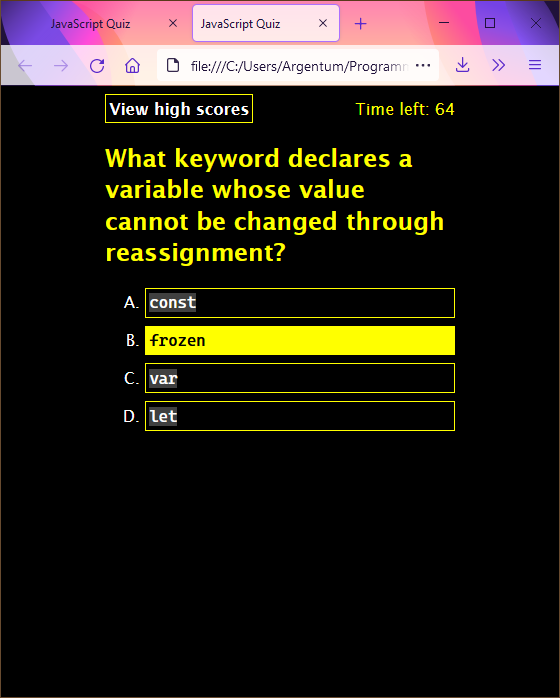 JavaScript Quiz
JavaScript Quiz
file:///C:/Users/Argentum/Programm
View high scores
Time left: 64
What keyword declares a
variable whose value
cannot be changed through
reassignment?
A. const
B. frozen
C. var
D. let